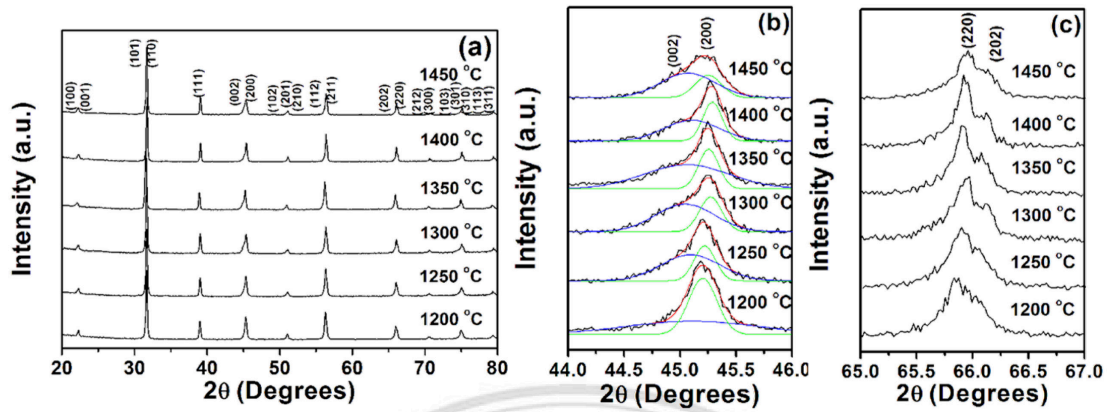 (a)
(100)
(001)
(101)
(110)
(111)
(002)
(200)
(102)
(201)
(210)
(112)
(211)
(202)
(220)
(212)
(300)
(103)
(301)
(310)
(113)
(311)
1450 °C
1400 °C
1350 °C
1300 °C
1250 °C
1200 °C
Intensity (a.u.)
20 30 40 50 60 70 80
2θ (Degrees)
(b)
(002)
(200)
1450 °C
1400 °C
1350 °C
1300 °C
1250 °C
1200 °C
Intensity (a.u.)
44.0 44.5 45.0 45.5 46.0
2θ (Degrees)
(c)
(220)
(202)
1450 °C
1400 °C
1350 °C
1300 °C
1250 °C
1200 °C
Intensity (a.u.)
65.0 65.5 66.0 66.5 67.0
2θ (Degrees)